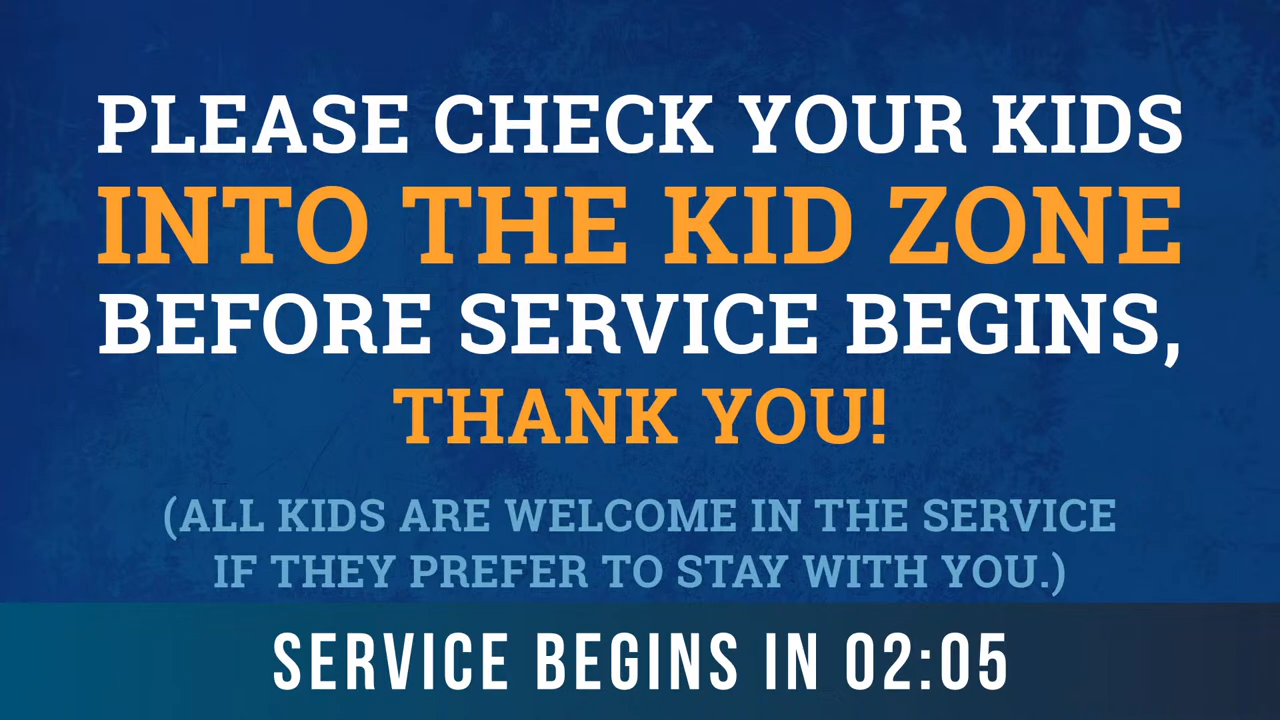 PLEASE CHECK YOUR KIDS
INTO THE KID ZONE
BEFORE SERVICE BEGINS,
THANK YOU!
(ALL KIDS ARE WELCOME IN THE SERVICE
IF THEY PREFER TO STAY WITH YOU.)
SERVICE BEGINS IN 02:05